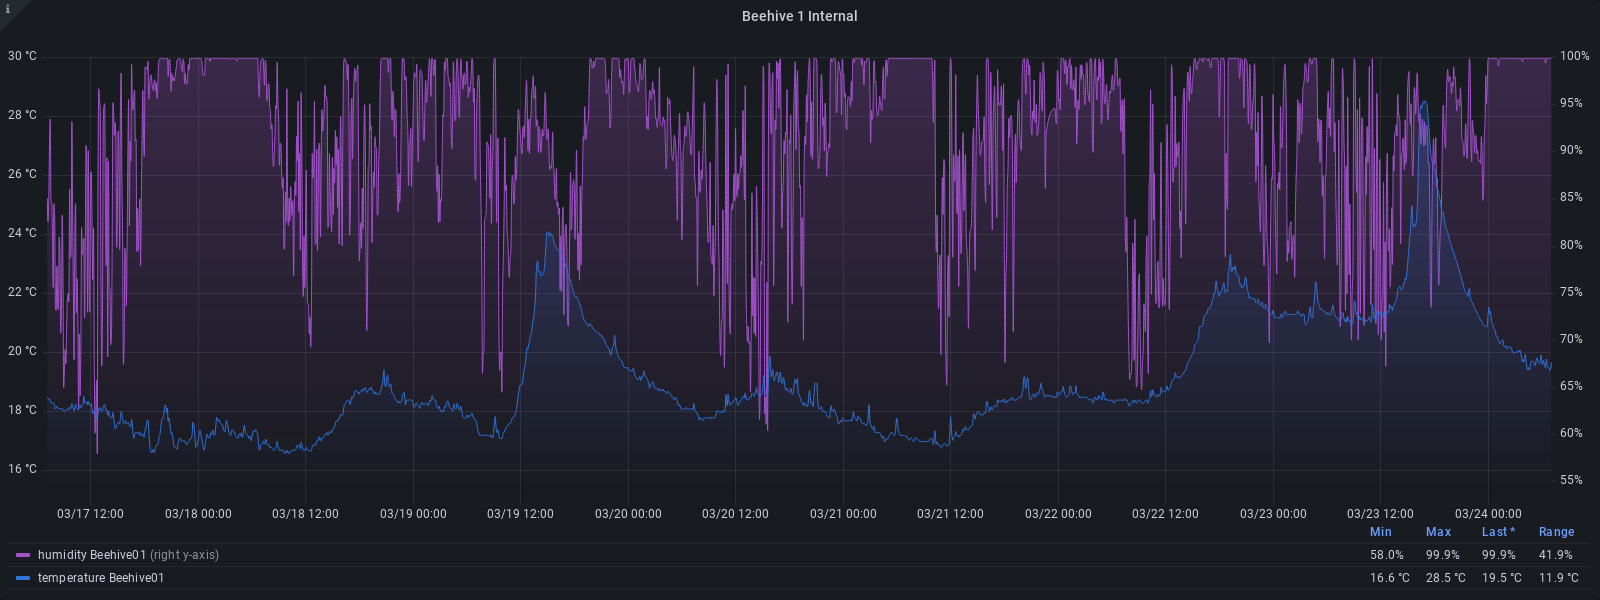 i
Beehive 1 Internal
30 °C 100%
28 °C 95%
26 °C 90%
24 °C 85%
22 °C 80%
20 °C 75%
18 °C 70%
16 °C 65%
60%
55%
03/17 12:00 03/18 00:00 03/18 12:00 03/19 00:00 03/19 12:00 03/20 00:00 03/20 12:00 03/21 00:00 03/21 12:00 03/22 00:00 03/22 12:00 03/23 00:00 03/23 12:00 03/24 00:00
Min Max Last * Range
humidity Beehive01 (right y-axis) 58.0% 99.9% 99.9% 41.9%
temperature Beehive01 16.6 °C 28.5 °C 19.5 °C 11.9 °C